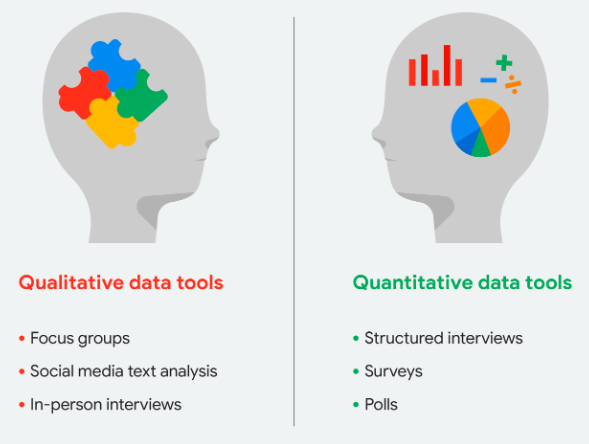 Qualitative data tools
• Focus groups
• Social media text analysis
• In-person interviews
Quantitative data tools
• Structured interviews
• Surveys
• Polls